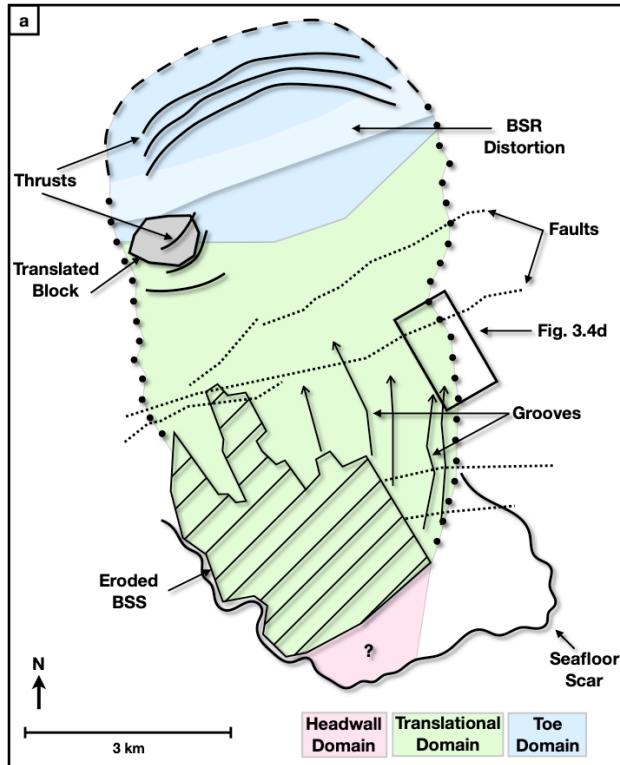 a
BSR
Distortion
Thrusts
Faults
Translated
Block
Fig. 3.4d
Grooves
Eroded
BSS
?
Seafloor
Scar
N
3 km
Headwall
Domain
Translational
Domain
Toe
Domain